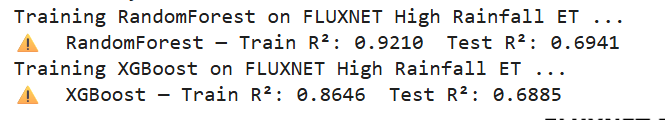 Training RandomForest on FLUXNET High Rainfall ET ...
⚠️ RandomForest — Train R²: 0.9210 Test R²: 0.6941
Training XGBoost on FLUXNET High Rainfall ET ...
⚠️ XGBoost — Train R²: 0.8646 Test R²: 0.6885